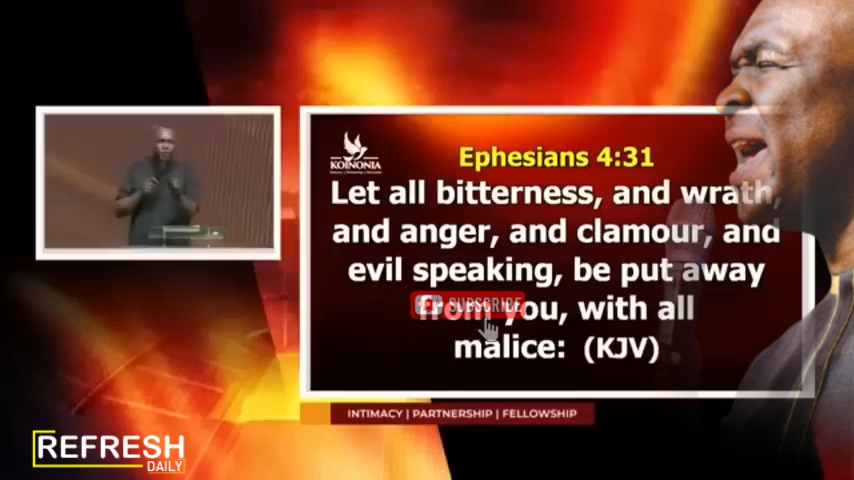 KOINONIA
Ephesians 4:31
Let all bitterness, and wrath,
and anger, and clamour, and
evil speaking, be put away
from you, with all
malice: (KJV)
SUBSCRIBE
INTIMACY | PARTNERSHIP | FELLOWSHIP
REFRESH
DAILY